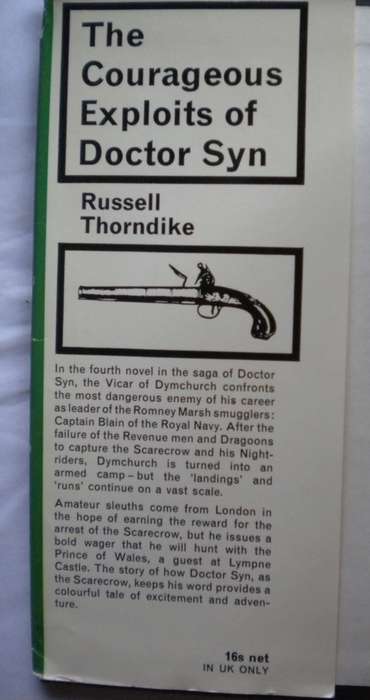 The
Courageous
Exploits of
Doctor Syn
Russell
Thorndike
In the fourth novel in the saga of Doctor
Syn, the Vicar of Dymchurch confronts
the most dangerous enemy of his career
as leader of the Romney Marsh smugglers:
Captain Blain of the Royal Navy. After the
failure of the Revenue men and Dragoons
to capture the Scarecrow and his Night-
riders, Dymchurch is turned into an
armed camp – but the 'landings' and
'runs' continue on a vast scale.
Amateur sleuths come from London in
the hope of earning the reward for the
arrest of the Scarecrow, but he issues a
bold wager that he will hunt with the
Prince of Wales, a guest at Lympne
Castle. The story of how Doctor Syn, as
the Scarecrow, keeps his word provides a
colourful tale of excitement and adven-
ture.
16s net
IN UK ONLY